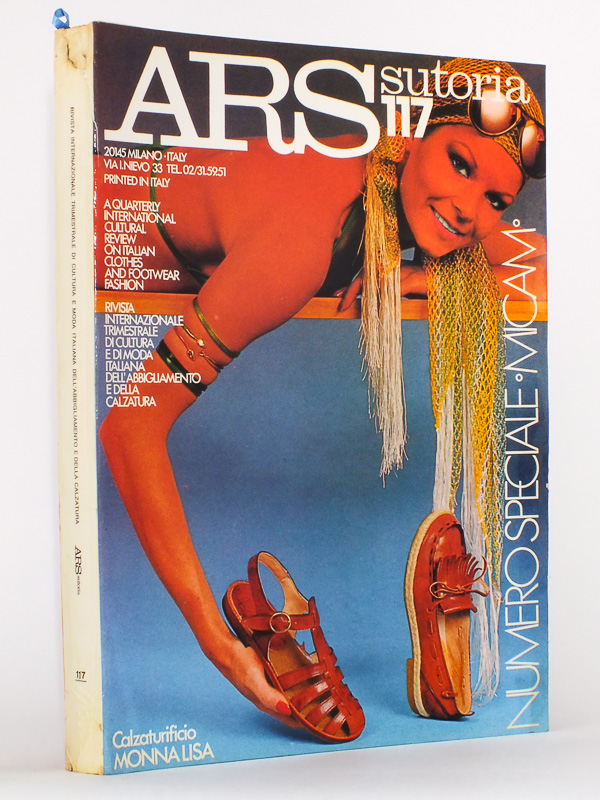 ARS
sutoria
117
20145 MILANO · ITALY
VIA I. NIEVO 33 TEL. 02/31.59.51
PRINTED IN ITALY
A QUARTERLY
INTERNATIONAL
CULTURAL
REVIEW
ON ITALIAN
CLOTHES
AND FOOTWEAR
FASHION
RIVISTA
INTERNAZIONALE
TRIMESTRALE
DI CULTURA
E DI MODA
ITALIANA
DELL'ABBIGLIAMENTO
E DELLA
CALZATURA
NUMERO SPECIALE °MICAM°
Calzaturificio
MONNA LISA
RIVISTA INTERNAZIONALE TRIMESTRALE DI CULTURA E MODA ITALIANA DELL'ABBIGLIAMENTO E DELLA CALZATURA
ARS sutoria
117